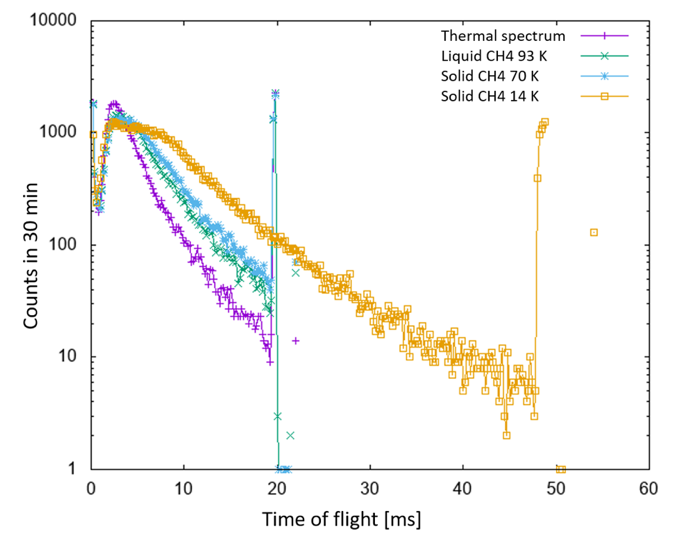 10000
1000
100
10
1
Counts in 30 min
Thermal spectrum
Liquid CH4 93 K
Solid CH4 70 K
Solid CH4 14 K
0 10 20 30 40 50 60
Time of flight [ms]